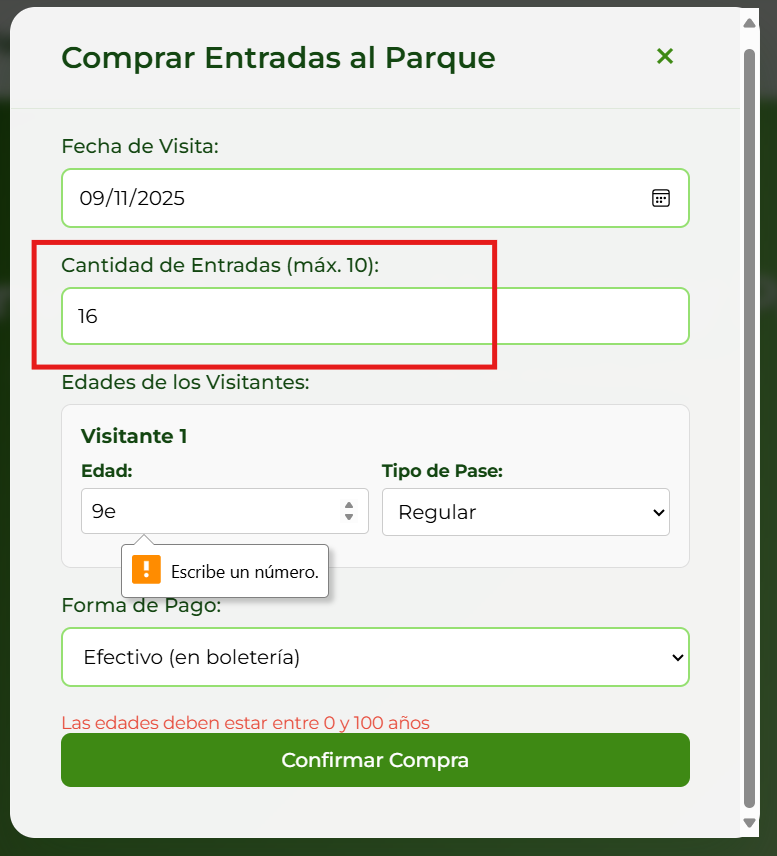 Comprar Entradas al Parque
Fecha de Visita:
09/11/2025
Cantidad de Entradas (máx. 10):
16
Edades de los Visitantes:
Visitante 1
Edad: Tipo de Pase:
9e Regular
Escribe un número.
Forma de Pago:
Efectivo (en boletería)
Las edades deben estar entre 0 y 100 años
Confirmar Compra